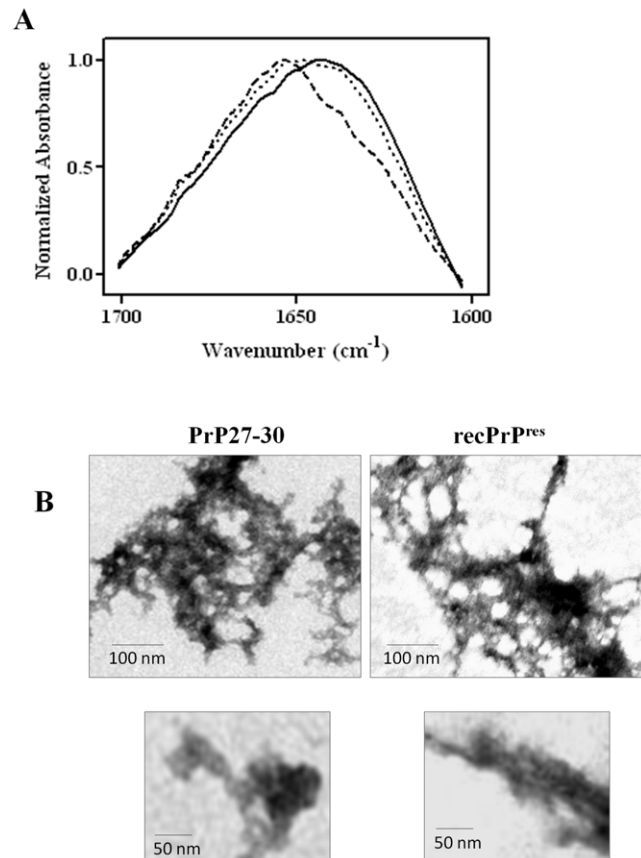 A
1.0
0.5
0.0
Normalized Absorbance
1700 1650 1600
Wavenumber (cm⁻¹)
B
PrP27-30 recPrPʳᵉˢ
100 nm 100 nm
50 nm 50 nm